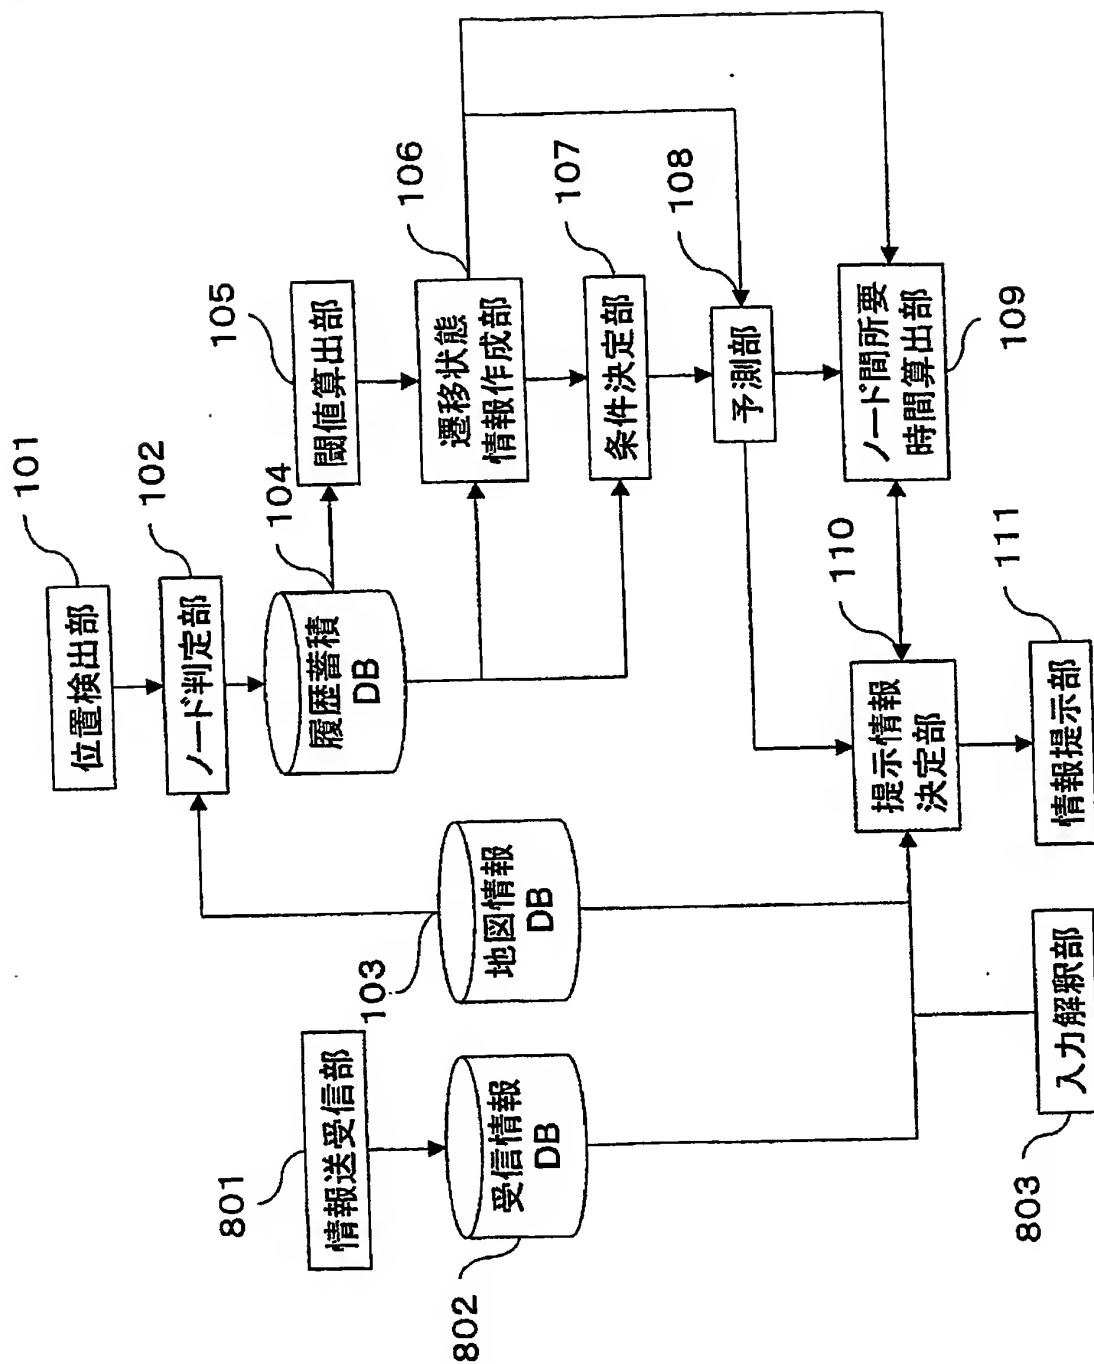 101
位置検出部
102
ノード判定部
104
履歴蓄積
DB
105
閾値算出部
106
遷移状態
情報作成部
107
条件決定部
108
予測部
ノード間所要
時間算出部
109
103
地図情報
DB
801
情報送受信部
802
受信情報
DB
110
提示情報
決定部
111
情報提示部
803
入力解釈部